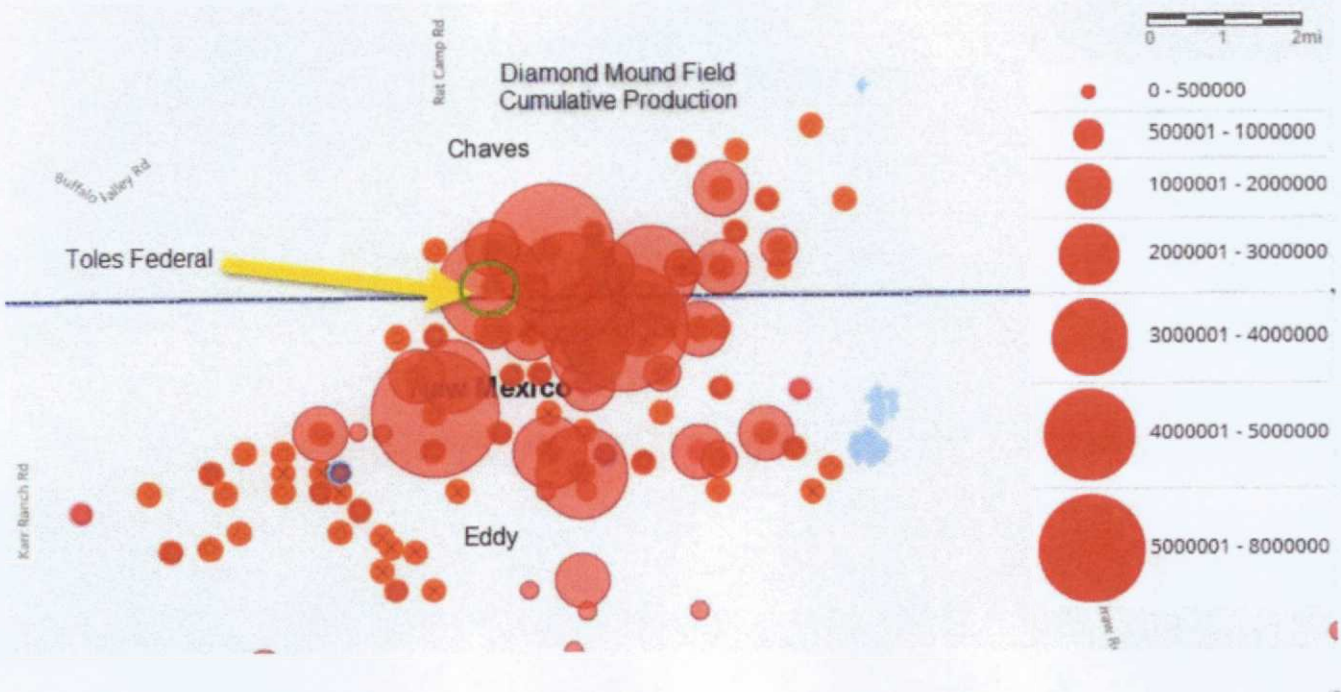 0 1 2mi
Rat Camp Rd
Diamond Mound Field
Cumulative Production
0 - 500000
Chaves
500001 - 1000000
Buffalo Valley Rd
1000001 - 2000000
Toles Federal
2000001 - 3000000
3000001 - 4000000
New Mexico
4000001 - 5000000
Karr Ranch Rd
Eddy
5000001 - 8000000